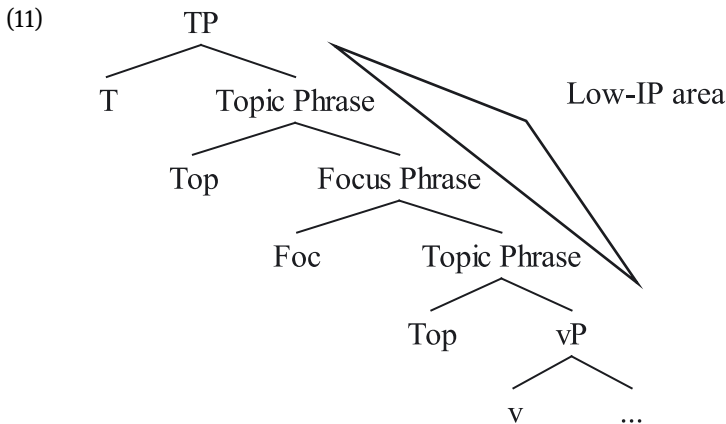 (11) TP
Low-IP area
T Topic Phrase
Top Focus Phrase
Foc Topic Phrase
Top vP
v ...